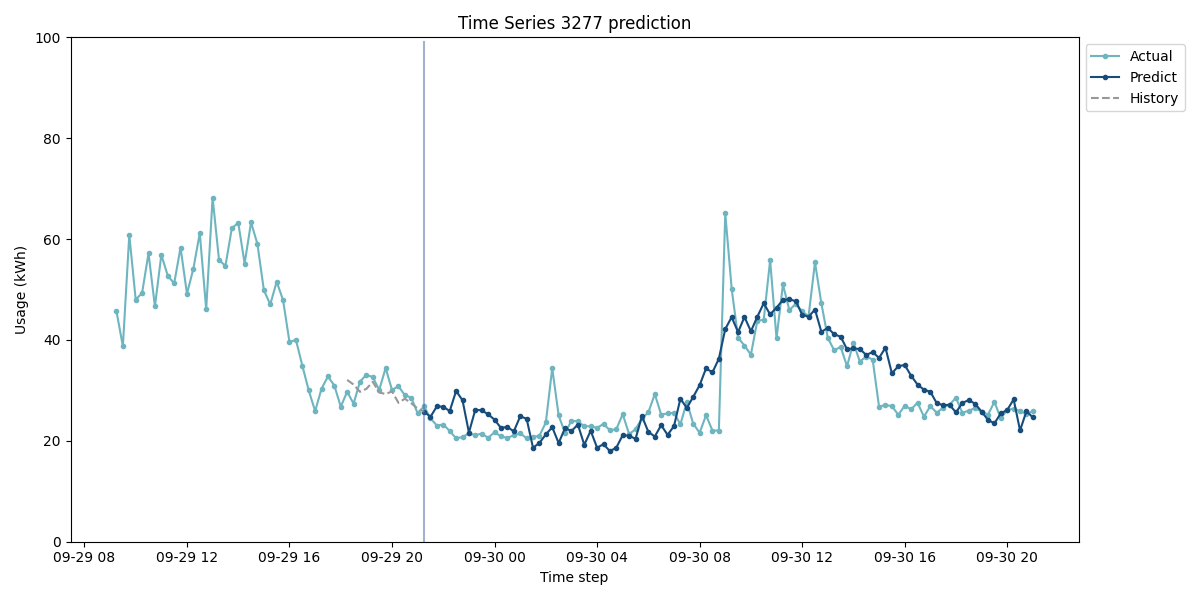 Time Series 3277 prediction
100
80
60
40
20
0
Usage (kWh)
09-29 08
09-29 12
09-29 16
09-29 20
09-30 00
09-30 04
09-30 08
09-30 12
09-30 16
09-30 20
Time step
Actual
Predict
History